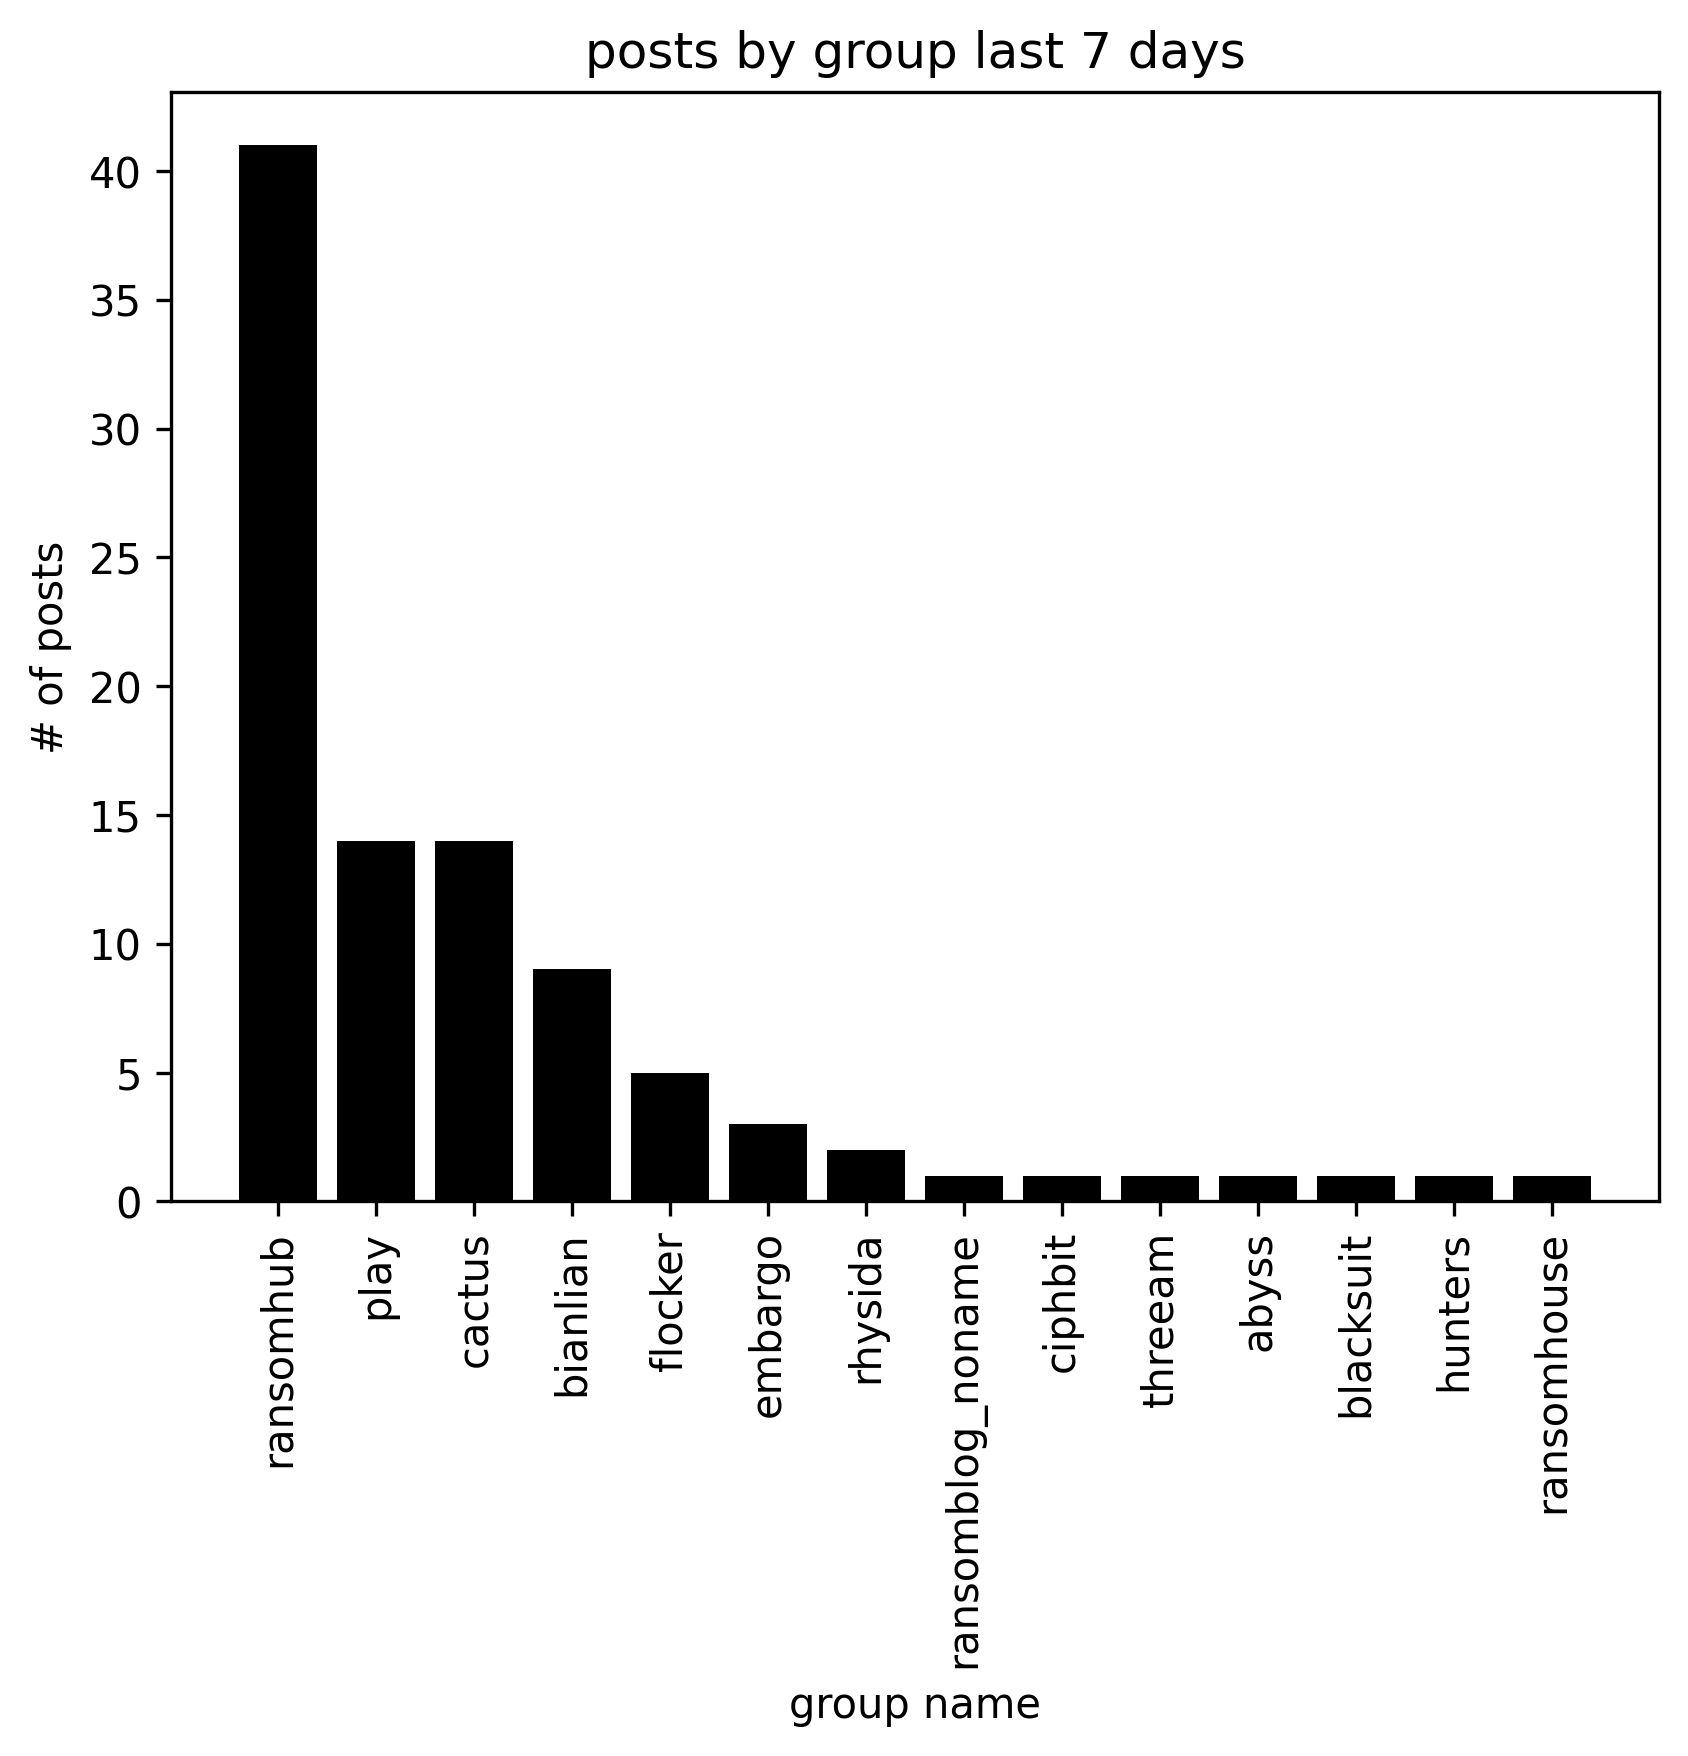 posts by group last 7 days
# of posts
40
35
30
25
20
15
10
5
0
ransomhub
play
cactus
bianlian
flocker
embargo
rhysida
ransomblog_noname
ciphbit
threeam
abyss
blacksuit
hunters
ransomhouse
group name